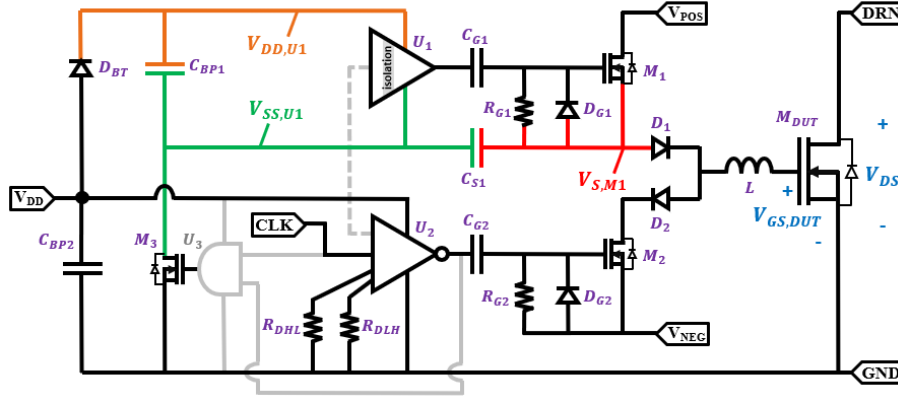 V_POS
DRN
V_DD,U1
U_1
C_G1
D_BT
C_BP1
isolation
M_1
V_SS,U1
R_G1
D_G1
D_1
M_DUT
+
V_DS
C_S1
V_S,M1
L
+
V_GS,DUT
-
-
V_DD
D_2
C_BP2
M_3
U_3
CLK
U_2
C_G2
M_2
R_G2
D_G2
R_DHL
R_DLH
V_NEG
GND